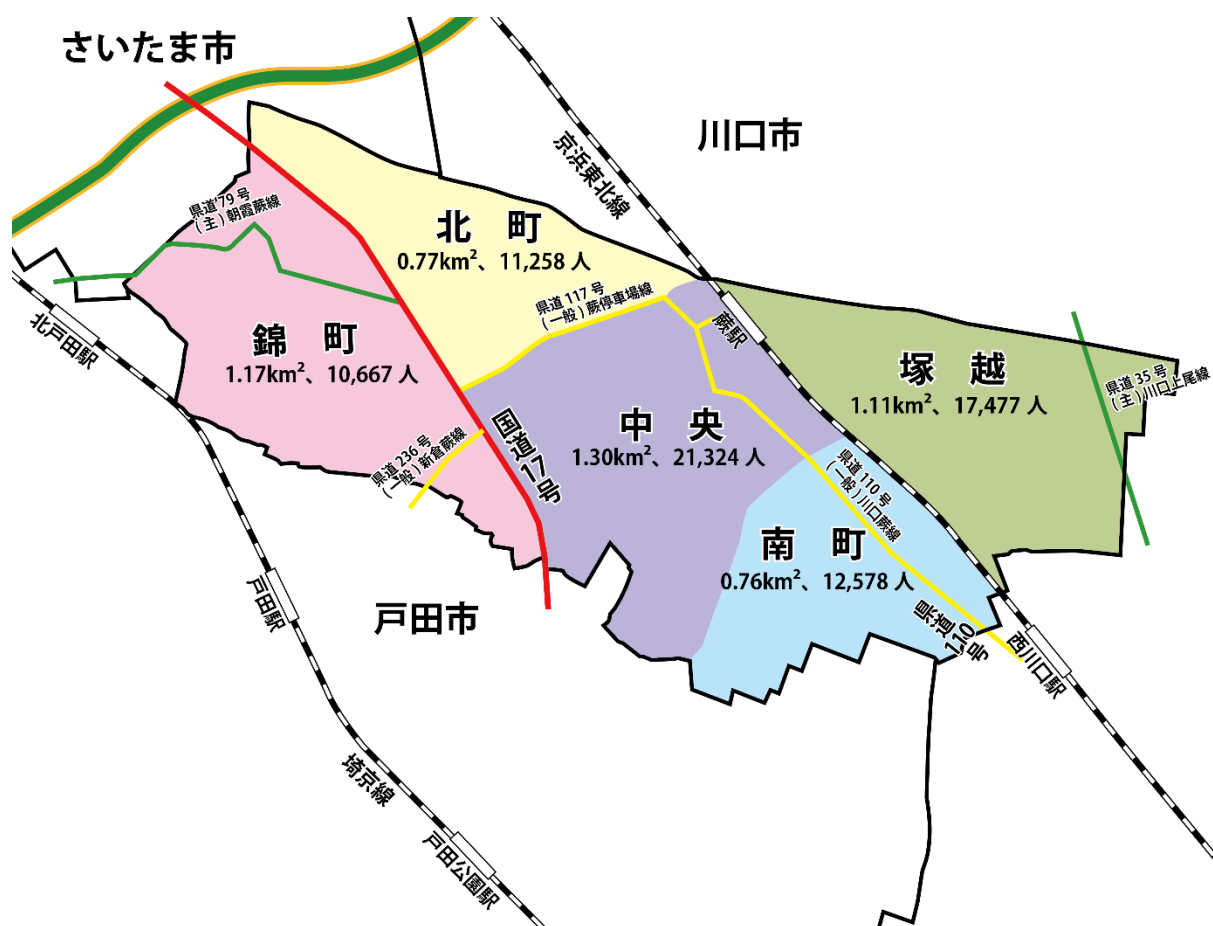 さいたま市
川口市
京浜東北線
県道79号
（主）朝霞蕨線
北 町
0.77km²、11,258 人
県道 117 号
（一般）蕨停車場線
蕨駅
北戸田駅
錦 町
1.17km²、10,667 人
塚 越
1.11km²、17,477 人
県道 35 号
（主）川口上尾線
国道17号
中 央
1.30km²、21,324 人
県道 236 号
（一般）新倉蕨線
県道 110 号
（一般）川口蕨線
南 町
0.76km²、12,578 人
戸田駅
戸田市
県道
110
号
西川口駅
埼京線
戸田公園駅